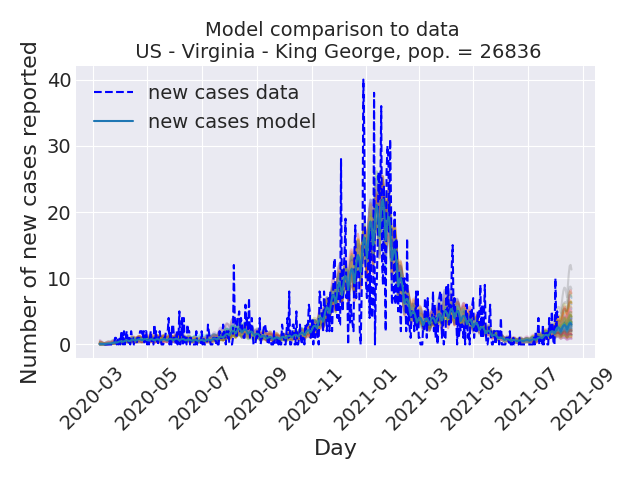 Model comparison to data
US - Virginia - King George, pop. = 26836
Number of new cases reported
40
30
20
10
0
new cases data
new cases model
2020-03
2020-05
2020-07
2020-09
2020-11
2021-01
2021-03
2021-05
2021-07
2021-09
Day